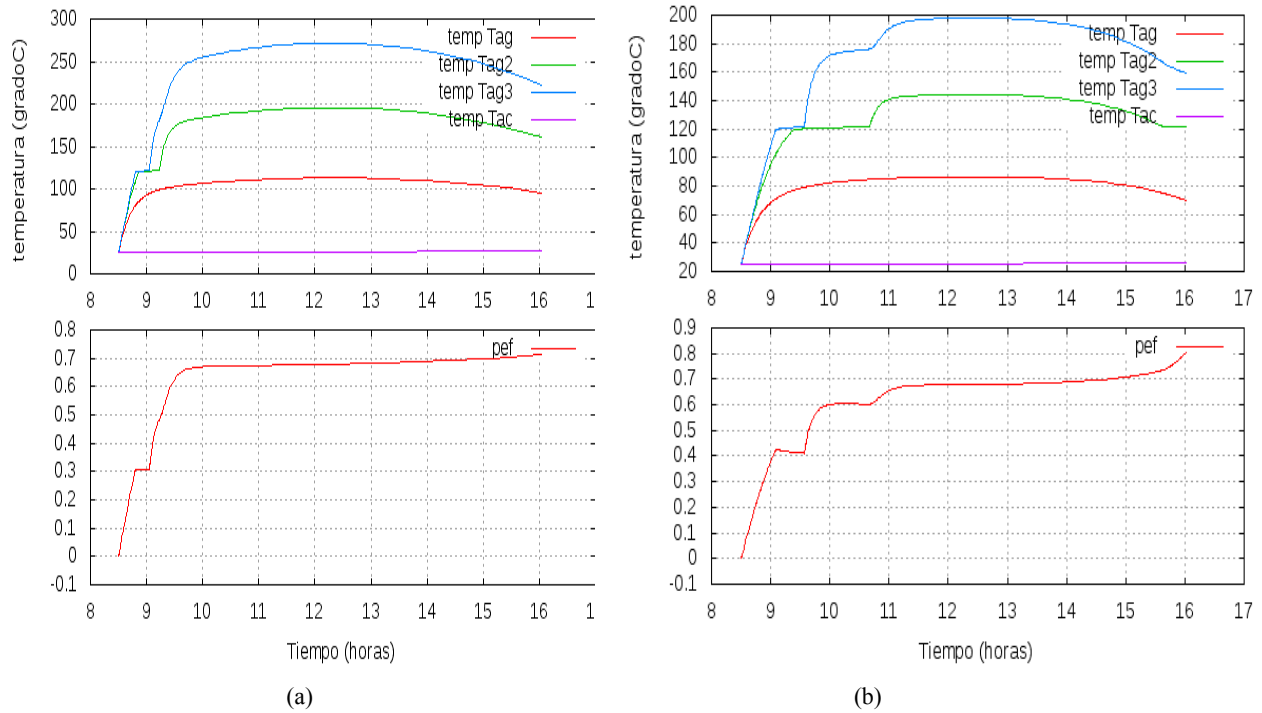 temperatura (gradoC)
300
250
200
150
100
50
0
temp Tag
temp Tag2
temp Tag3
temp Tac
8 9 10 11 12 13 14 15 16 1
0.8
0.7
0.6
0.5
0.4
0.3
0.2
0.1
0
-0.1
pef
8 9 10 11 12 13 14 15 16 1
Tiempo (horas)
(a)
temperatura (gradoC)
200
180
160
140
120
100
80
60
40
20
temp Tag
temp Tag2
temp Tag3
temp Tac
8 9 10 11 12 13 14 15 16 17
0.9
0.8
0.7
0.6
0.5
0.4
0.3
0.2
0.1
0
-0.1
pef
8 9 10 11 12 13 14 15 16 17
Tiempo (horas)
(b)